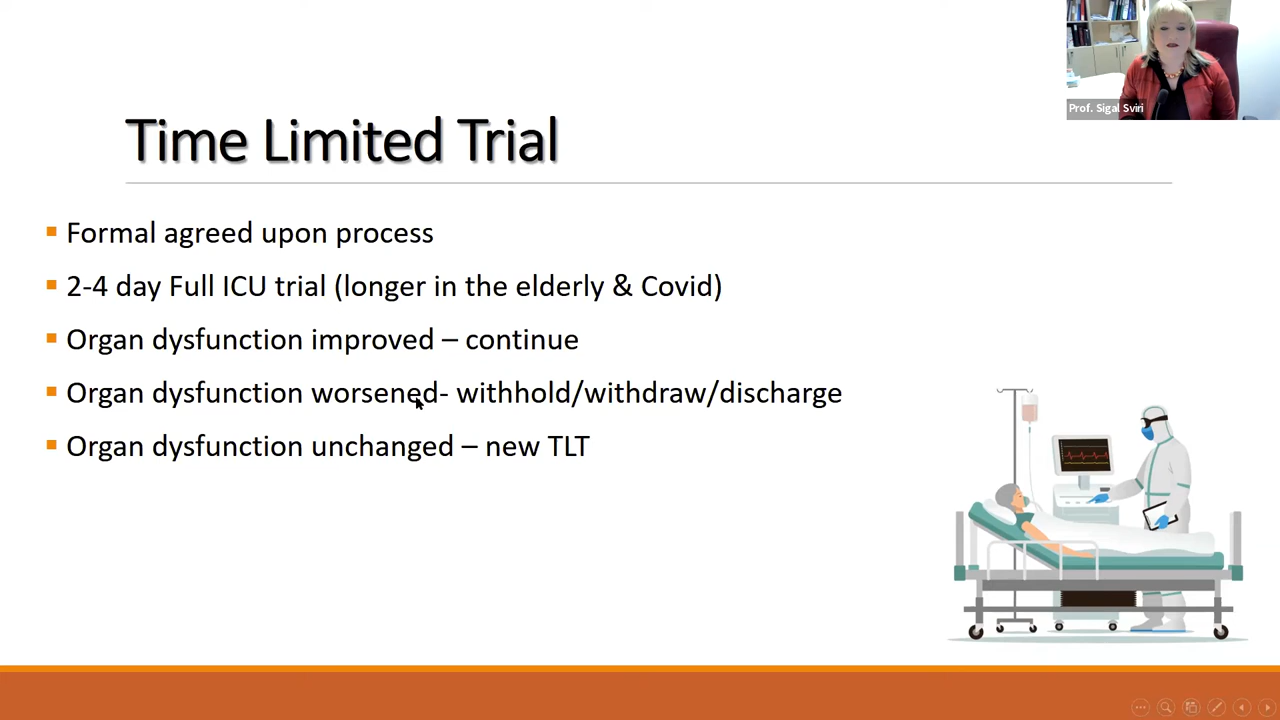 Prof. Sigal Sviri
Time Limited Trial
Formal agreed upon process
2-4 day Full ICU trial (longer in the elderly & Covid)
Organ dysfunction improved – continue
Organ dysfunction worsened- withhold/withdraw/discharge
Organ dysfunction unchanged – new TLT